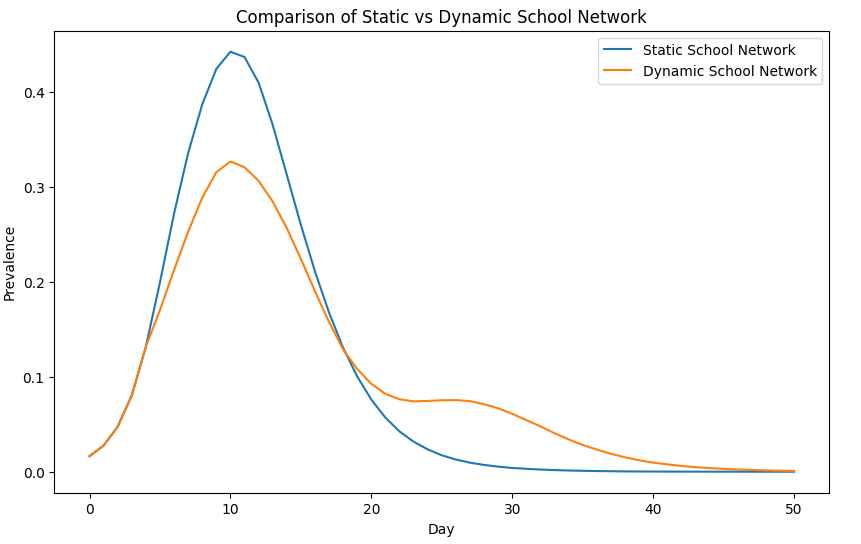 Comparison of Static vs Dynamic School Network
Static School Network
Dynamic School Network
Prevalence
0.4
0.3
0.2
0.1
0.0
0 10 20 30 40 50
Day